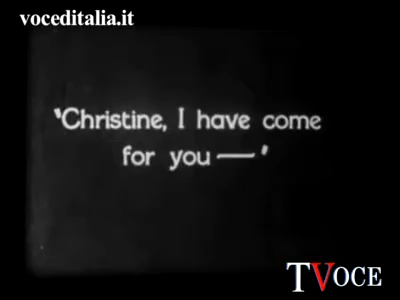 voceditalia.it
'Christine, I have come
for you — '
TVOCE